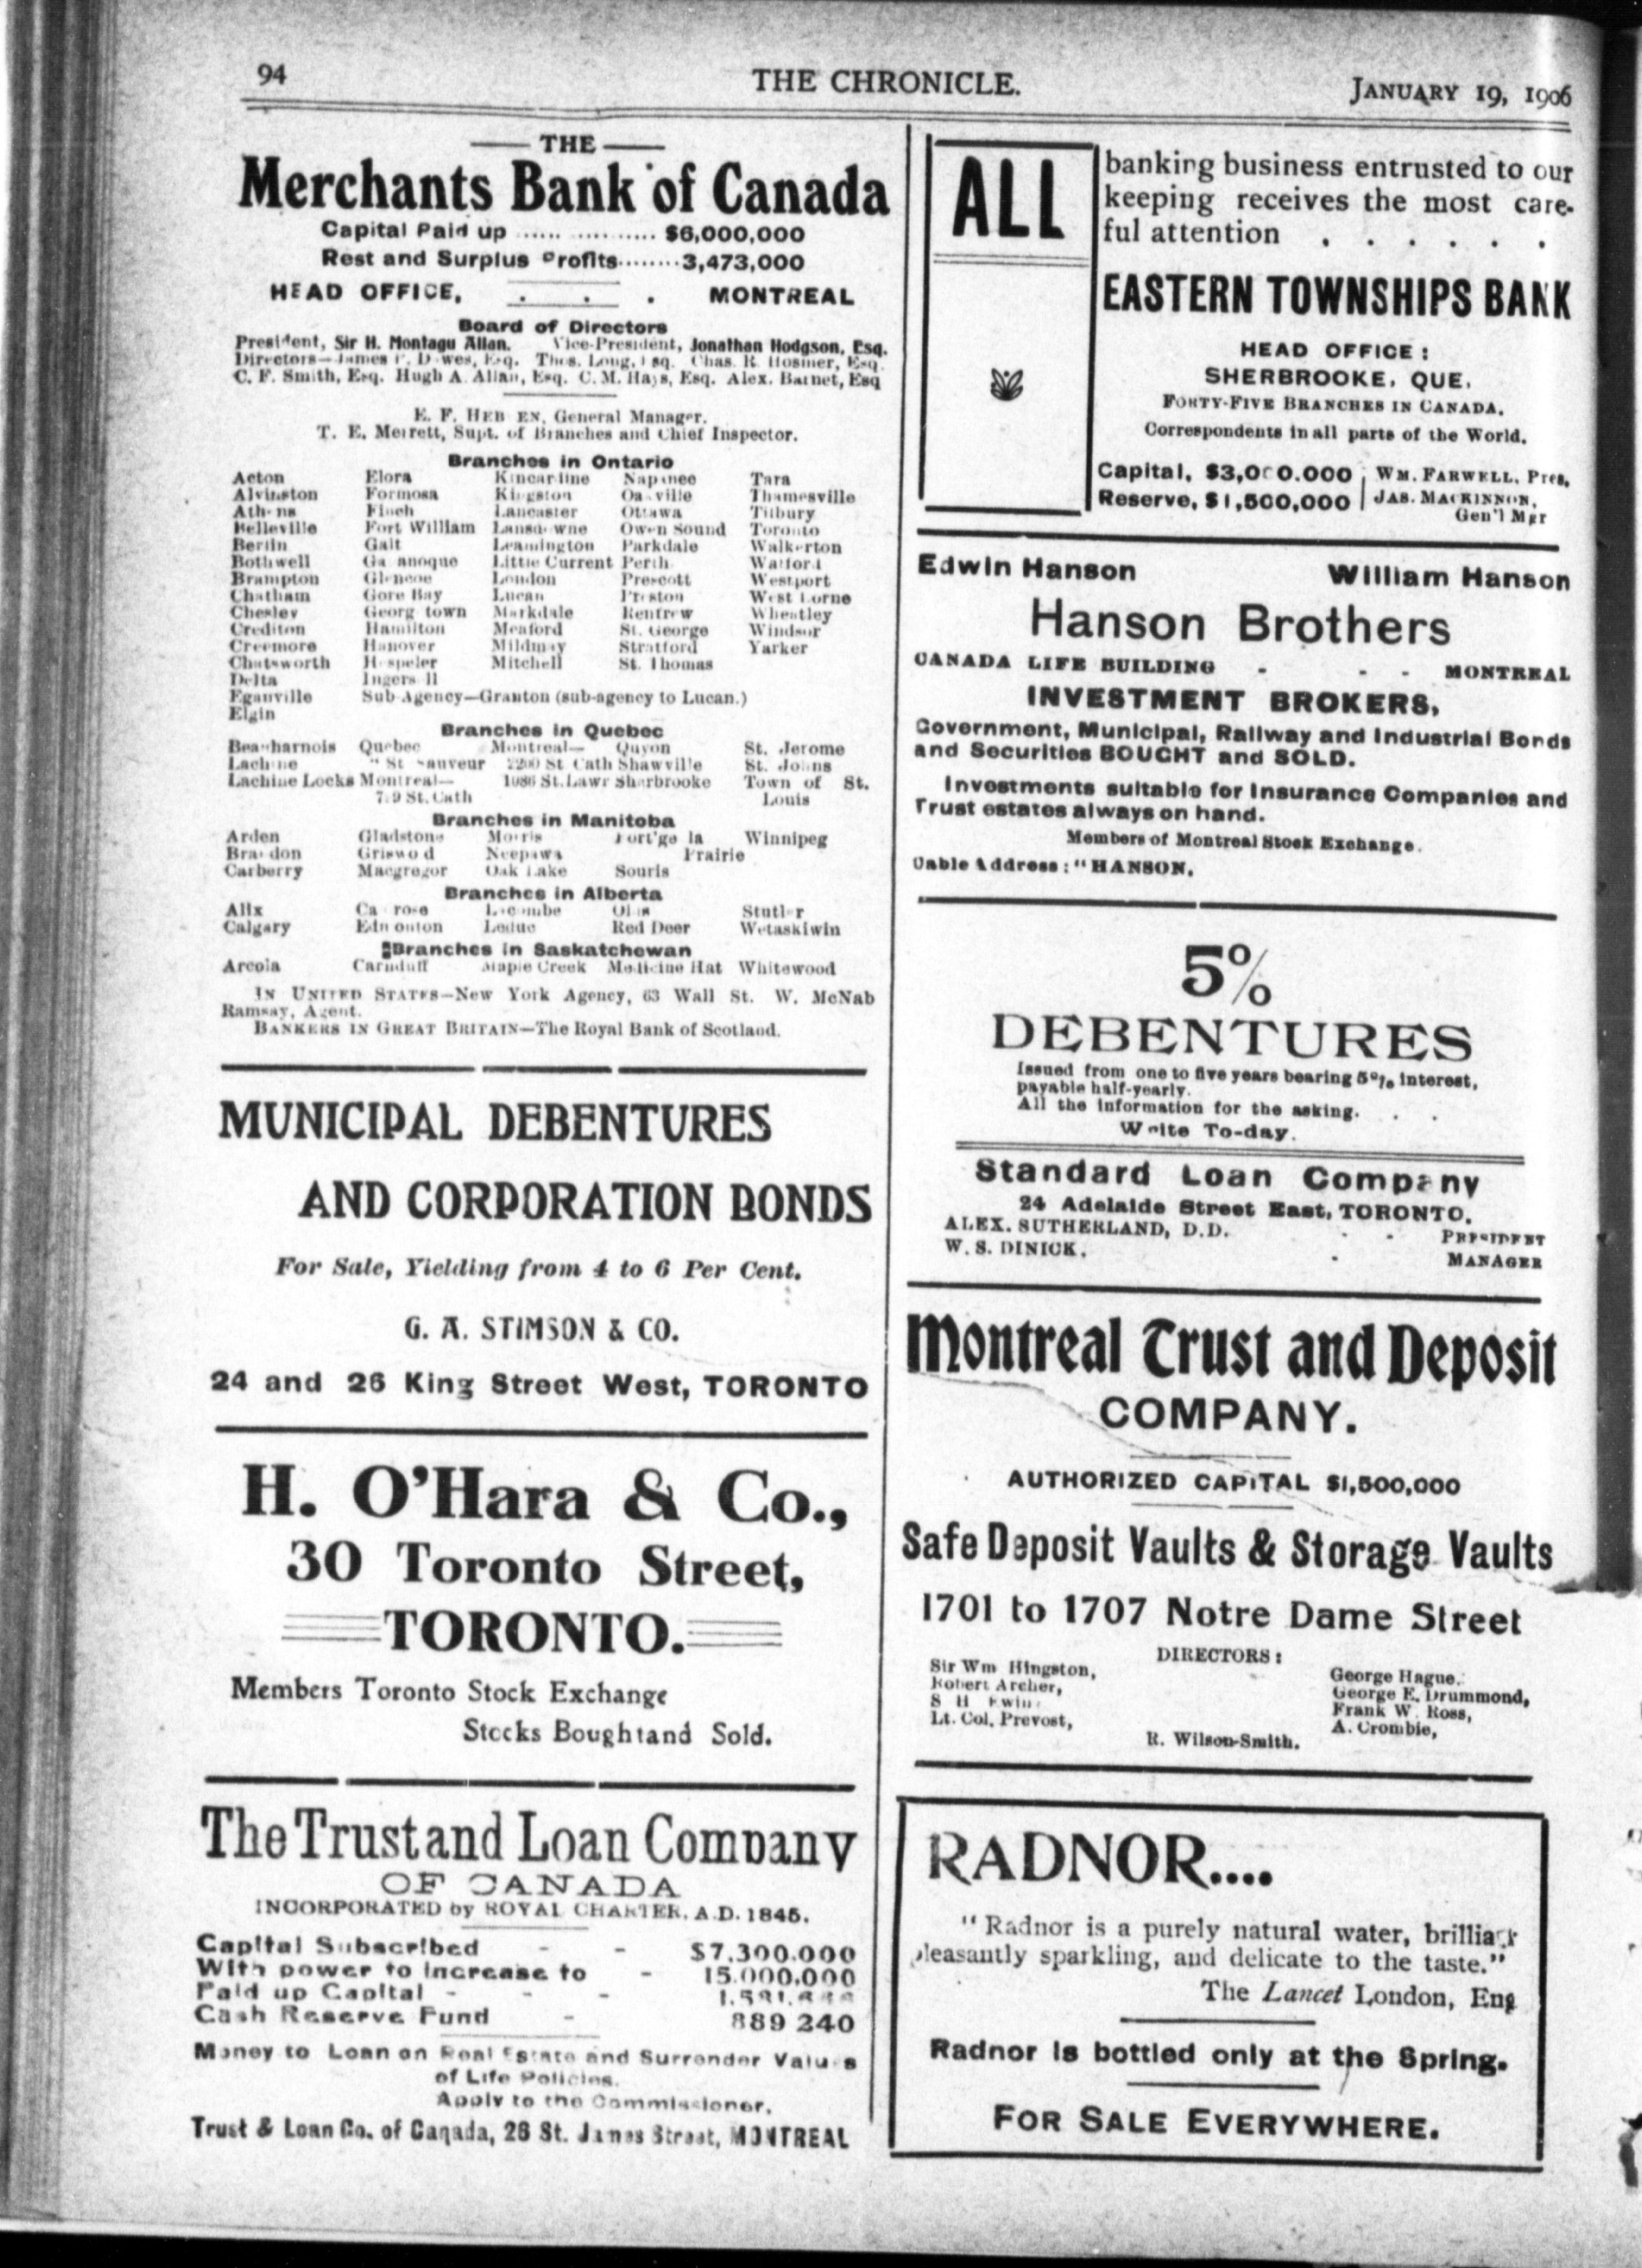 94 THE CHRONICLE. JANUARY 19, 1906
THE
Merchants Bank of Canada
Capital Paid up ...... .......... $6,000,000
Rest and Surplus Profits........3,473,000
HEAD OFFICE, . . . MONTREAL
Board of Directors
President, Sir H. Montagu Allan. Vice-President, Jonathan Hodgson, Esq.
Directors—James P. Dawes, Esq. Thos. Long, Esq. Chas. R. Hosmer, Esq.
C. F. Smith, Esq. Hugh A. Allan, Esq. C. M. Hays, Esq. Alex. Barnet, Esq
E. F. HEB EN, General Manager.
T. E. Merrett, Supt. of Branches and Chief Inspector.
Branches in Ontario
Acton Elora Kincardine Napanee Tara
Alvinston Formosa Kingston Oakville Thamesville
Athens Finch Lancaster Ottawa Tilbury
Belleville Fort William Lansdowne Owen Sound Toronto
Berlin Galt Leamington Parkdale Walkerton
Bothwell Gananoque Little Current Perth Watford
Brampton Glencoe London Prescott Westport
Chatham Gore Bay Lucan Preston West Lorne
Chesley Georgetown Markdale Renfrew Wheatley
Crediton Hamilton Meaford St. George Windsor
Creemore Hanover Mildmay Stratford Yarker
Chatsworth Hespeler Mitchell St. Thomas
Delta Ingersoll
Eganville Sub-Agency—Granton (sub-agency to Lucan.)
Elgin
Branches in Quebec
Beauharnois Quebec Montreal— Quyon St. Jerome
Lachine " St Sauveur 2200 St Cath Shawville St. Johns
Lachine Locks Montreal— 1086 St. Lawr Sherbrooke Town of St.
St. Cath Louis
Branches in Manitoba
Arden Gladstone Morris Port'ge la Winnipeg
Brandon Griswold Neepawa Prairie
Carberry Macgregor Oak Lake Souris
Branches in Alberta
Alix Camrose Lacombe Olds Stettler
Calgary Edmonton Leduc Red Deer Wetaskiwin
Branches in Saskatchewan
Arcola Carnduff Maple Creek Medicine Hat Whitewood
IN UNITED STATES—New York Agency, 63 Wall St. W. McNab
Ramsay, Agent.
BANKERS IN GREAT BRITAIN—The Royal Bank of Scotland.
MUNICIPAL DEBENTURES
AND CORPORATION BONDS
For Sale, Yielding from 4 to 6 Per Cent.
G. A. STIMSON & CO.
24 and 26 King Street West, TORONTO
H. O'Hara & Co.,
30 Toronto Street,
TORONTO.
Members Toronto Stock Exchange
Stocks Bought and Sold.
The Trust and Loan Company
OF CANADA
INCORPORATED by ROYAL CHARTER, A.D. 1845.
Capital Subscribed - - $7,300,000
With power to increase to - 15,000,000
Paid up Capital - - -
Cash Reserve Fund - 889 240
Money to Loan on Real Estate and Surrender Values
of Life Policies.
Apply to the Commissioner,
Trust & Loan Co. of Canada, 26 St. James Street, MONTREAL
ALL
banking business entrusted to our
keeping receives the most care-
ful attention . . . . . .
EASTERN TOWNSHIPS BANK
HEAD OFFICE:
SHERBROOKE, QUE.
FORTY-FIVE BRANCHES IN CANADA.
Correspondents in all parts of the World.
Capital, $3,000.000 WM. FARWELL, Pres.
Reserve, $1,500,000 JAS. MACKINNON,
Gen'l Mgr
Edwin Hanson William Hanson
Hanson Brothers
CANADA LIFE BUILDING - - - MONTREAL
INVESTMENT BROKERS,
Government, Municipal, Railway and Industrial Bonds
and Securities BOUGHT and SOLD.
Investments suitable for Insurance Companies and
Trust estates always on hand.
Members of Montreal Stock Exchange.
Cable Address: "HANSON.
5%
DEBENTURES
Issued from one to five years bearing 5% interest,
payable half-yearly.
All the information for the asking. . .
Write To-day.
Standard Loan Company
24 Adelaide Street East, TORONTO.
ALEX. SUTHERLAND, D.D. - - PRESIDENT
W. S. DINICK, - MANAGER
Montreal Trust and Deposit
COMPANY.
AUTHORIZED CAPITAL $1,500,000
Safe Deposit Vaults & Storage Vaults
1701 to 1707 Notre Dame Street
DIRECTORS:
Sir Wm Hingston, George Hague,
Robert Archer, George E. Drummond,
S H Ewing Frank W. Ross,
Lt. Col. Prevost, A. Crombie,
R. Wilson-Smith.
RADNOR....
"Radnor is a purely natural water, brilliant
pleasantly sparkling, and delicate to the taste."
The Lancet London, Eng
Radnor is bottled only at the Spring.
FOR SALE EVERYWHERE.